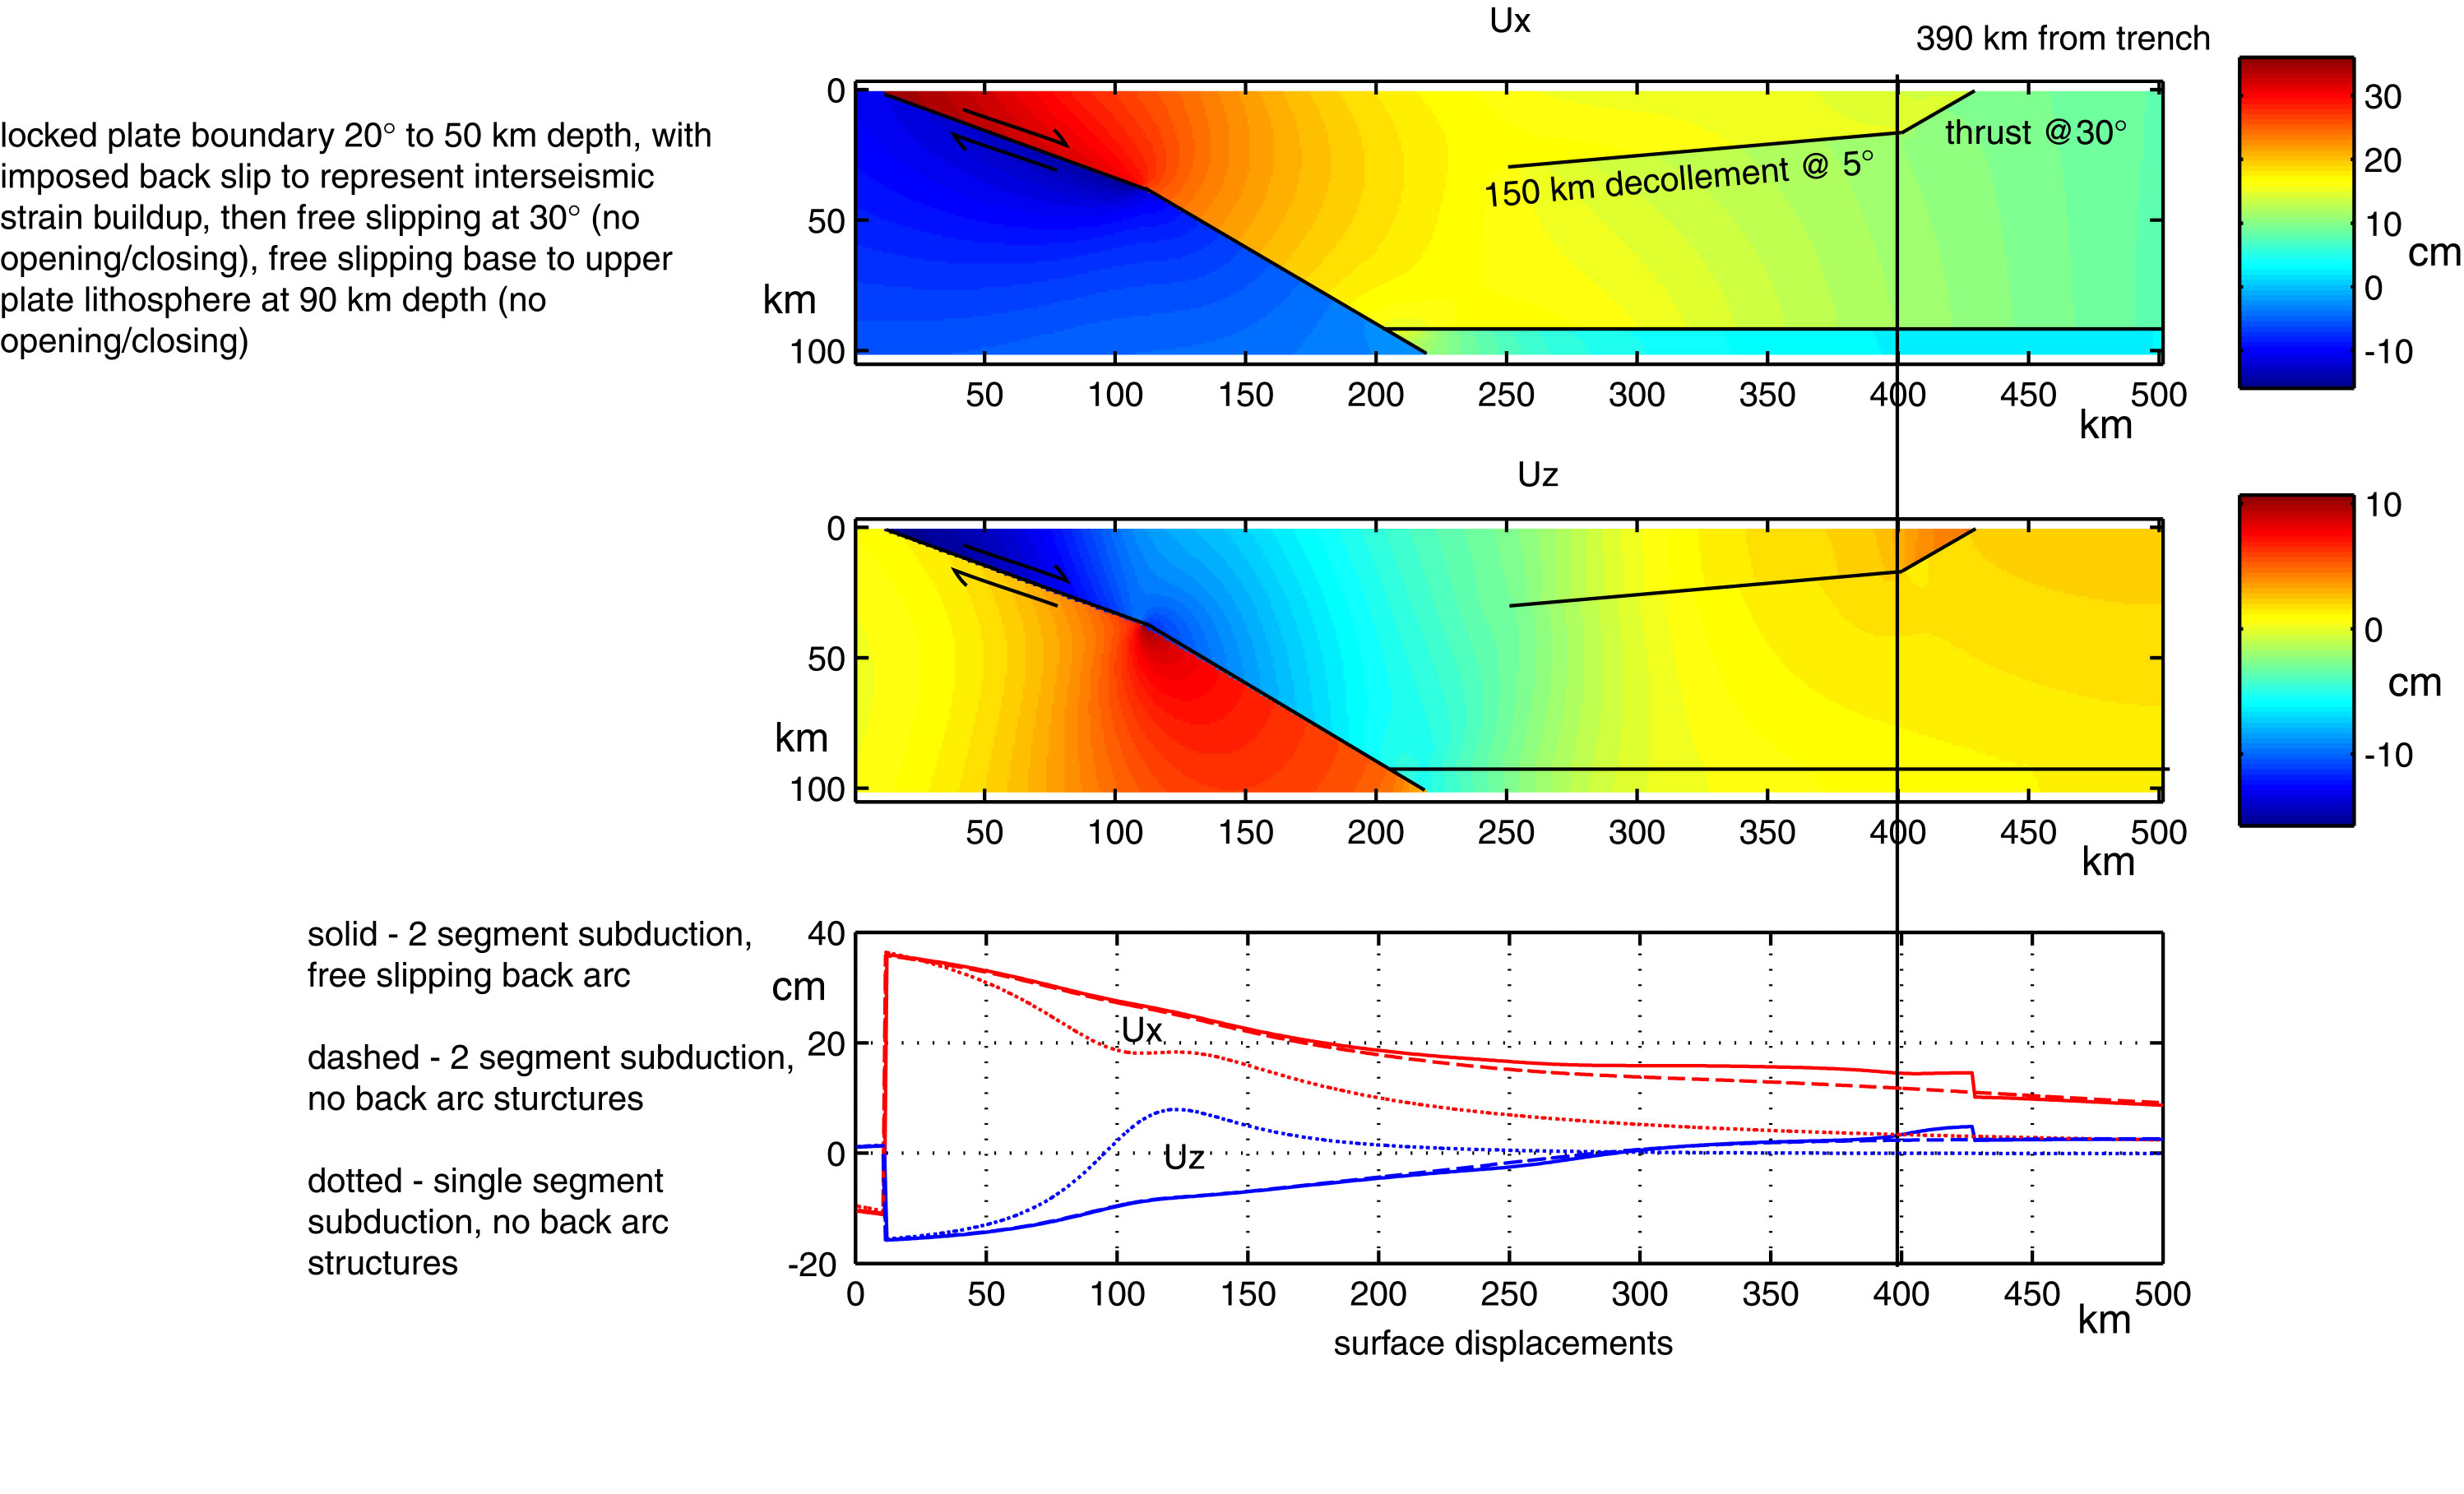 Ux
390 km from trench
locked plate boundary 20° to 50 km depth, with
imposed back slip to represent interseismic
strain buildup, then free slipping at 30° (no
opening/closing), free slipping base to upper
plate lithosphere at 90 km depth (no
opening/closing)
0
50
100
km
thrust @30°
150 km decollement @ 5°
50 100 150 200 250 300 350 400 450 500
km
30
20
10
0
-10
cm
Uz
0
50
100
km
50 100 150 200 250 300 350 400 450 500
km
10
0
-10
cm
solid - 2 segment subduction,
free slipping back arc
dashed - 2 segment subduction,
no back arc sturctures
dotted - single segment
subduction, no back arc
structures
40
cm
20
0
-20
Ux
Uz
0 50 100 150 200 250 300 350 400 450 500
km
surface displacements